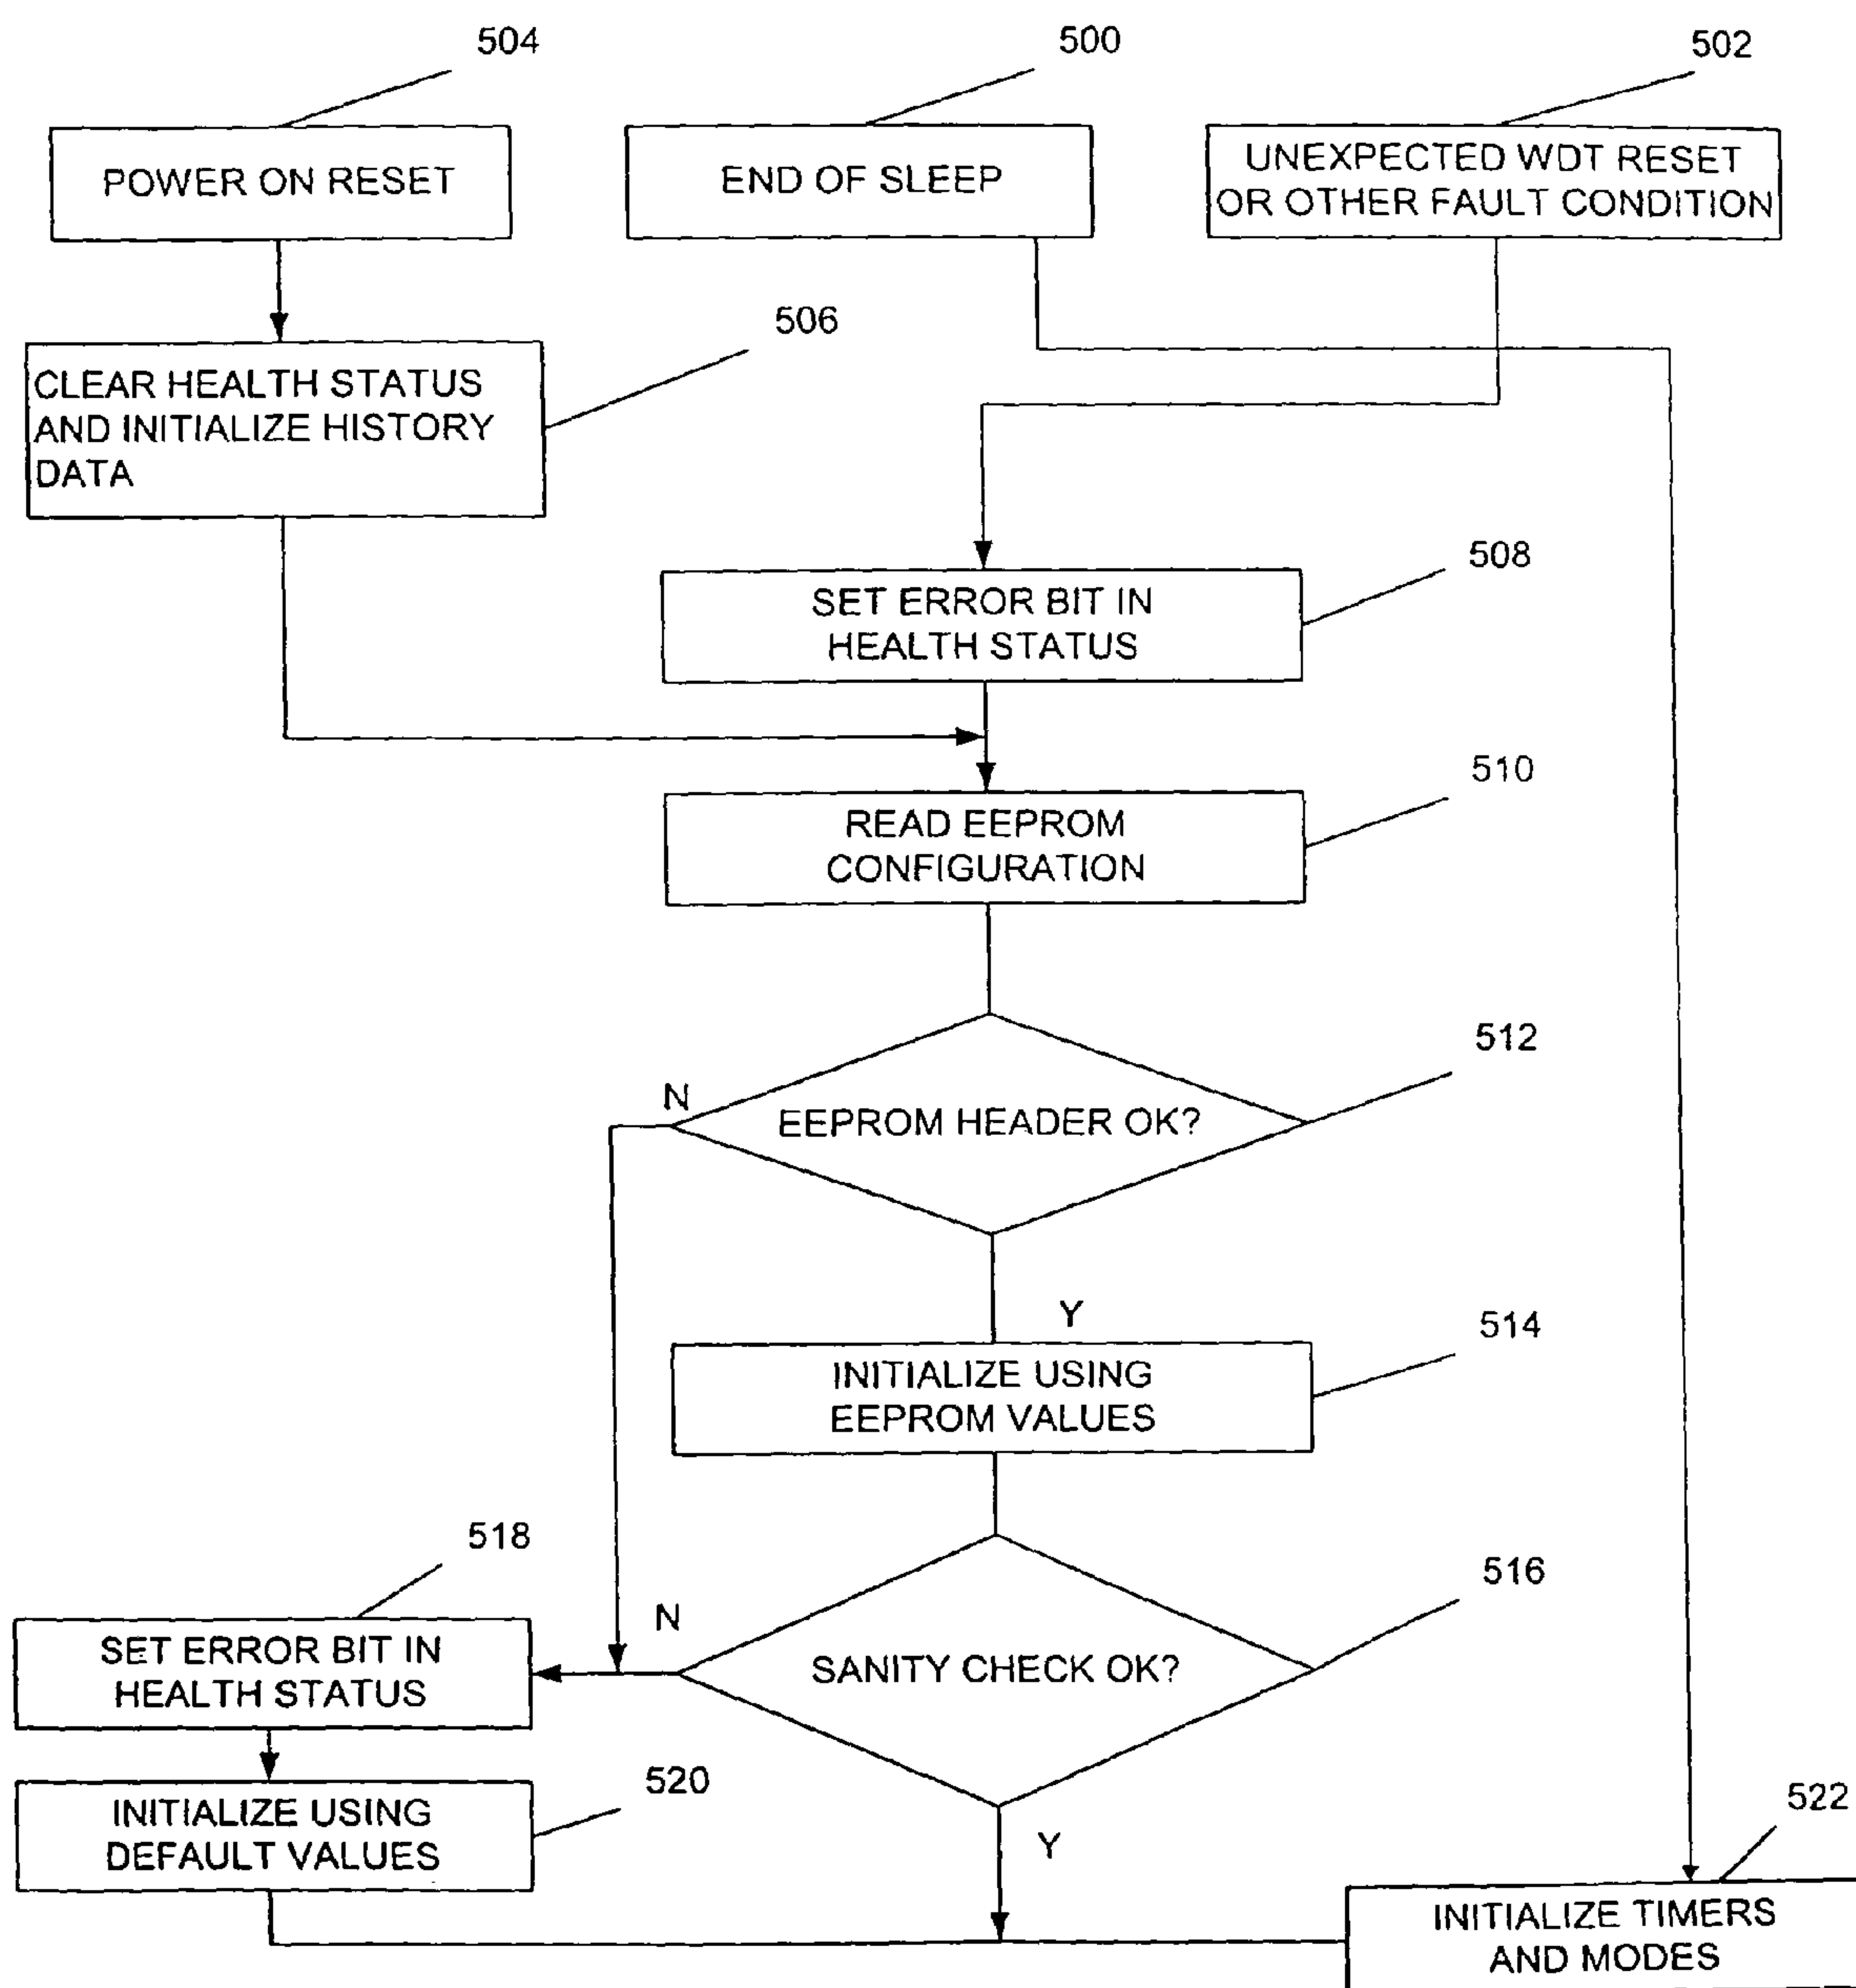 504
500
502
POWER ON RESET
END OF SLEEP
UNEXPECTED WDT RESET
OR OTHER FAULT CONDITION
506
CLEAR HEALTH STATUS
AND INITIALIZE HISTORY
DATA
508
SET ERROR BIT IN
HEALTH STATUS
510
READ EEPROM
CONFIGURATION
512
N
EEPROM HEADER OK?
Y
514
INITIALIZE USING
EEPROM VALUES
518
516
N
SET ERROR BIT IN
HEALTH STATUS
SANITY CHECK OK?
520
INITIALIZE USING
DEFAULT VALUES
Y
522
INITIALIZE TIMERS
AND MODES